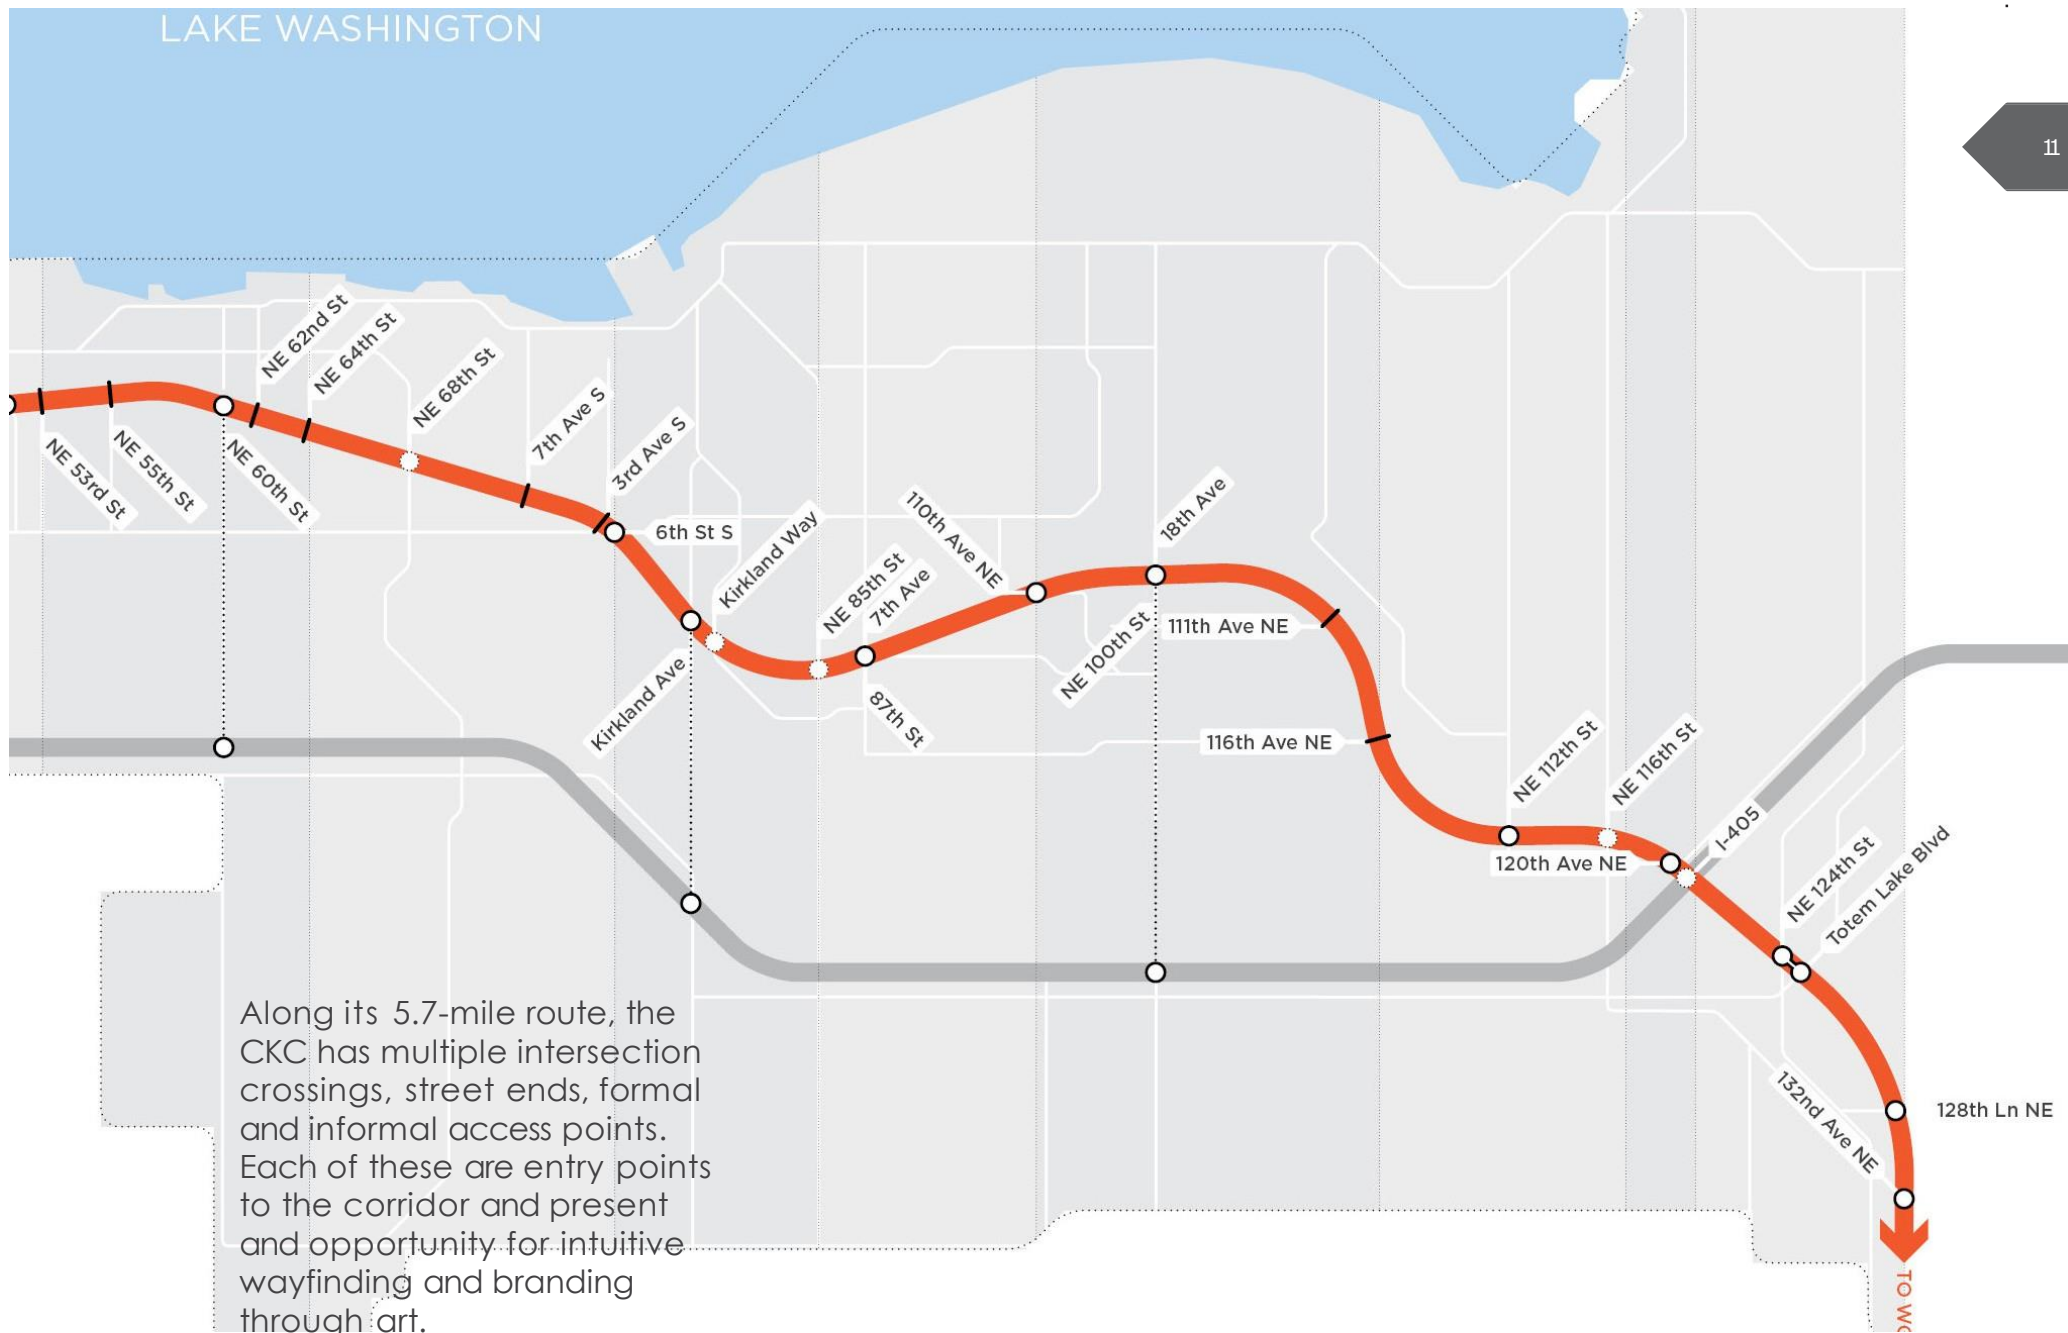 LAKE WASHINGTON
11
NE 62nd St
NE 64th St
NE 68th St
7th Ave S
3rd Ave S
NE 53rd St
NE 55th St
NE 60th St
6th St S
Kirkland Way
Kirkland Ave
NE 85th St
7th Ave
87th St
110th Ave NE
18th Ave
NE 100th St
111th Ave NE
116th Ave NE
NE 112th St
NE 116th St
120th Ave NE
I-405
NE 124th St
Totem Lake Blvd
132nd Ave NE
128th Ln NE
Along its 5.7-mile route, the
CKC has multiple intersection
crossings, street ends, formal
and informal access points.
Each of these are entry points
to the corridor and present
and opportunity for intuitive
wayfinding and branding
through art.
TO